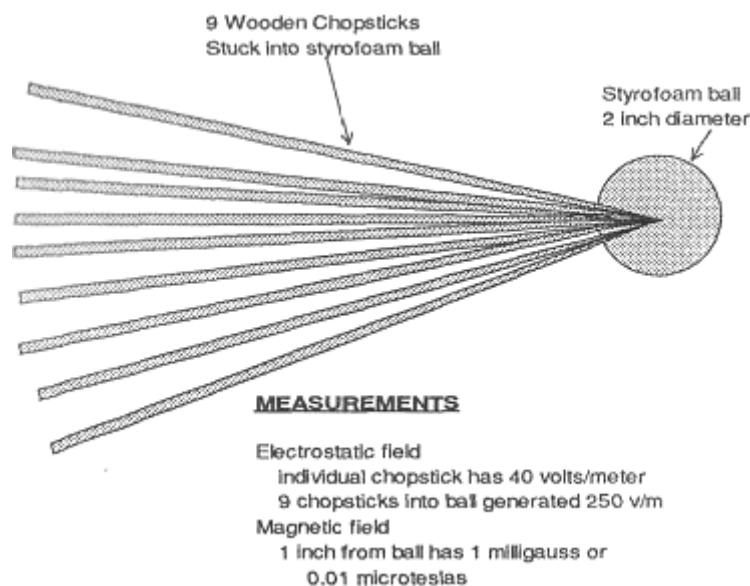 9 Wooden Chopsticks
Stuck into styrofoam ball
Styrofoam ball
2 inch diameter
MEASUREMENTS
Electrostatic field
individual chopstick has 40 volts/meter
9 chopsticks into ball generated 250 v/m
Magnetic field
1 inch from ball has 1 milligauss or
0.01 microteslas